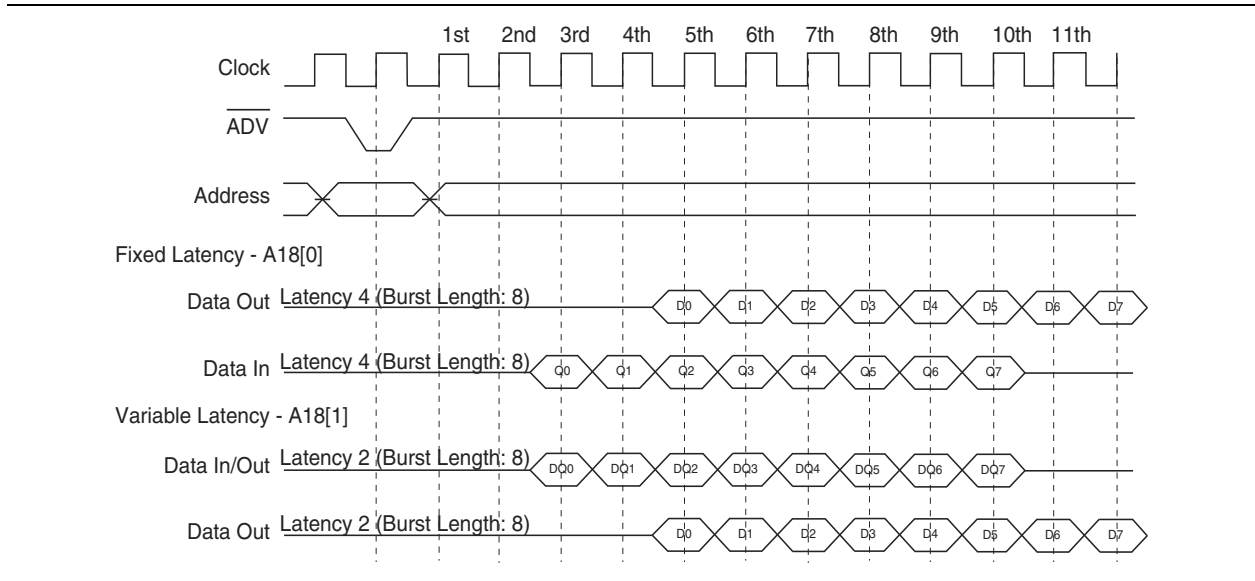 1st 2nd 3rd 4th 5th 6th 7th 8th 9th 10th 11th
Clock
ADV
Address
Fixed Latency - A18[0]
Data Out Latency 4 (Burst Length: 8) D0 D1 D2 D3 D4 D5 D6 D7
Data In Latency 4 (Burst Length: 8) Q0 Q1 Q2 Q3 Q4 Q5 Q6 Q7
Variable Latency - A18[1]
Data In/Out Latency 2 (Burst Length: 8) DQ0 DQ1 DQ2 DQ3 DQ4 DQ5 DQ6 DQ7
Data Out Latency 2 (Burst Length: 8) D0 D1 D2 D3 D4 D5 D6 D7